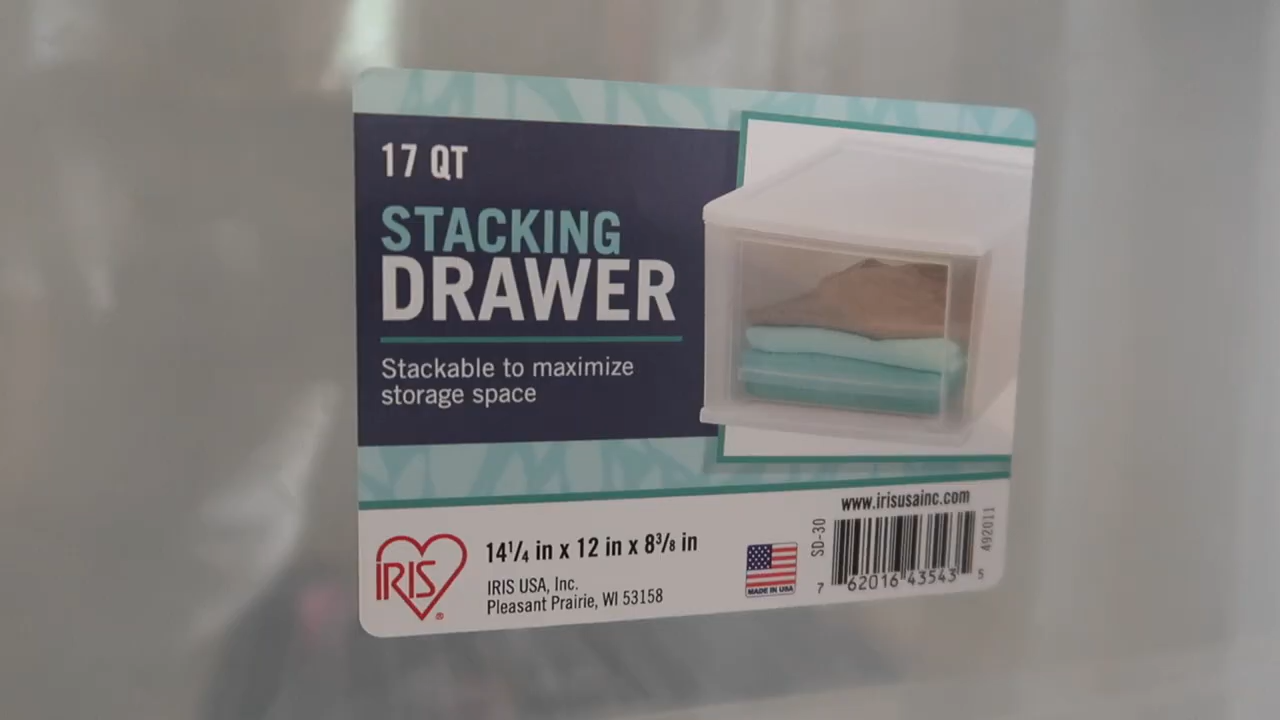 17 QT
STACKING
DRAWER
Stackable to maximize
storage space
IRIS®
14¼ in x 12 in x 8⅜ in
IRIS USA, Inc.
Pleasant Prairie, WI 53158
MADE IN USA
www.irisusainc.com
SD-30
492011
7 62016 43543 5